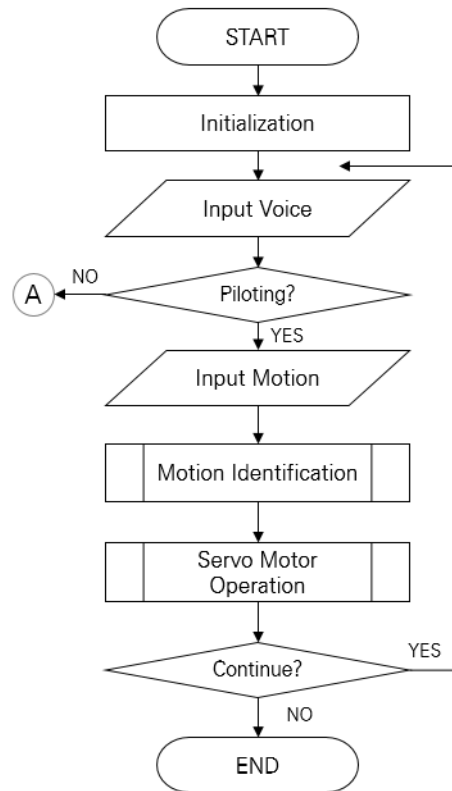 START
Initialization
Input Voice
NO
A
Piloting?
YES
Input Motion
Motion Identification
Servo Motor
Operation
Continue?
YES
NO
END